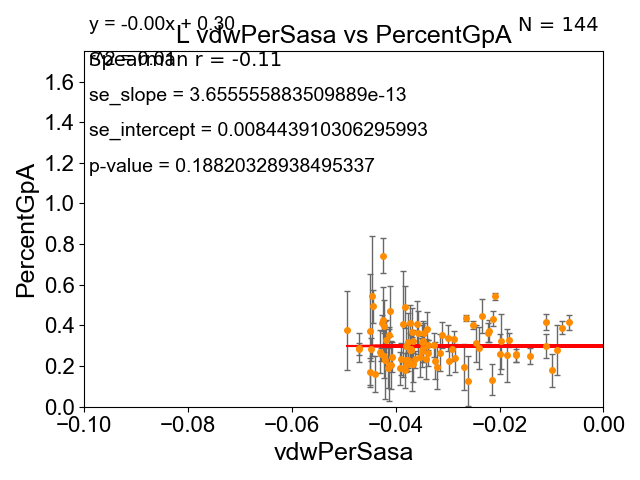 y = -0.00x + 0.30
N = 144
L vdwPerSasa vs PercentGpA
Spearman r = -0.11
se_slope = 3.655555883509889e-13
se_intercept = 0.008443910306295993
p-value = 0.18820328938495337
PercentGpA
1.6
1.4
1.2
1.0
0.8
0.6
0.4
0.2
0.0
−0.10
−0.08
−0.06
−0.04
−0.02
0.00
vdwPerSasa